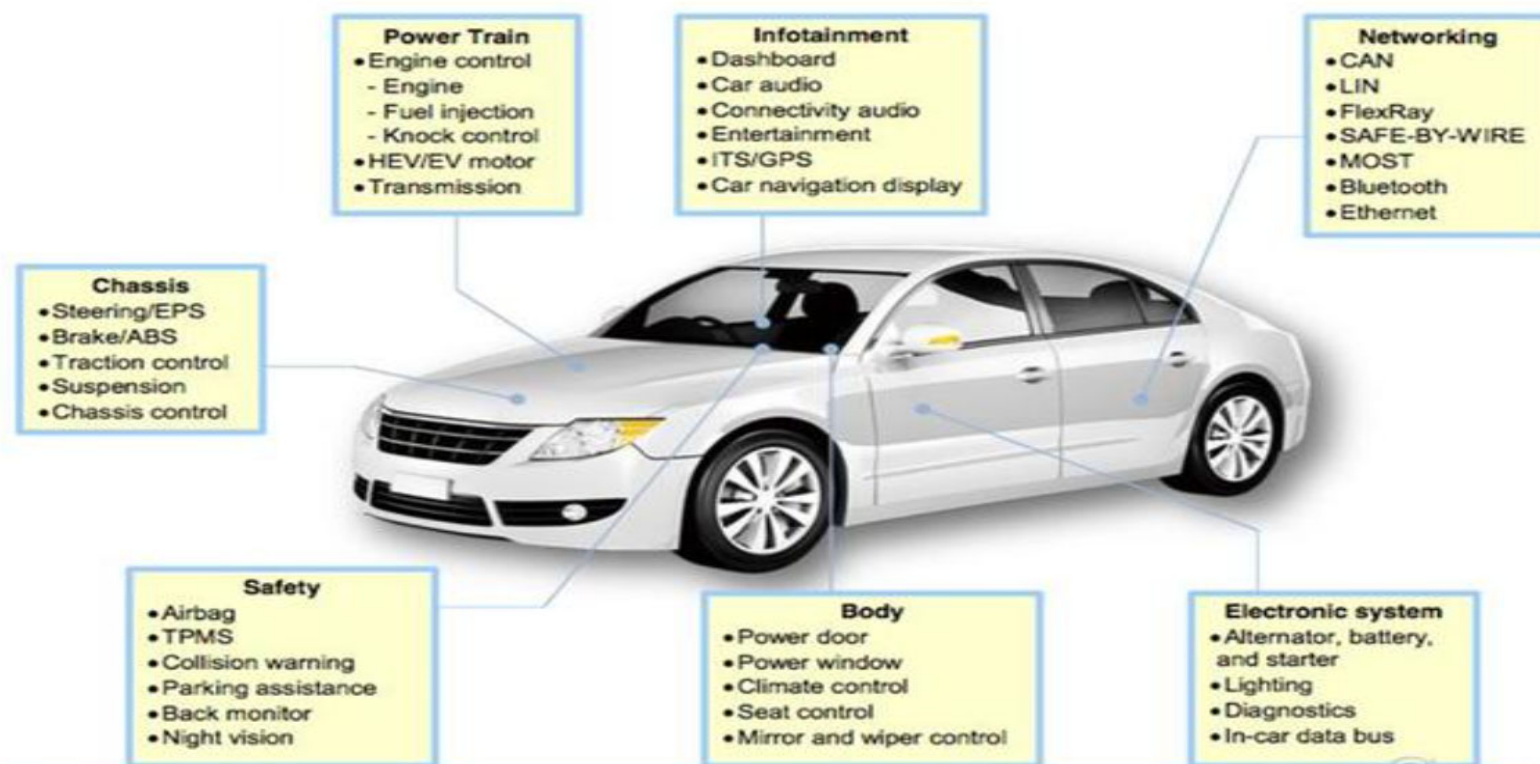 Power Train
•Engine control
- Engine
- Fuel injection
- Knock control
•HEV/EV motor
•Transmission
Infotainment
•Dashboard
•Car audio
•Connectivity audio
•Entertainment
•ITS/GPS
•Car navigation display
Networking
•CAN
•LIN
•FlexRay
•SAFE-BY-WIRE
•MOST
•Bluetooth
•Ethernet
Chassis
•Steering/EPS
•Brake/ABS
•Traction control
•Suspension
•Chassis control
Safety
•Airbag
•TPMS
•Collision warning
•Parking assistance
•Back monitor
•Night vision
Body
•Power door
•Power window
•Climate control
•Seat control
•Mirror and wiper control
Electronic system
•Alternator, battery,
and starter
•Lighting
•Diagnostics
•In-car data bus